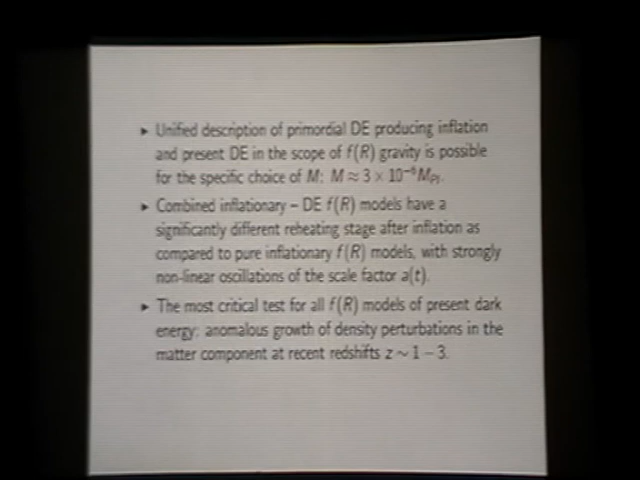 ▸ Unified description of primordial DE producing inflation
and present DE in the scope of f(R) gravity is possible
for the specific choice of M: M ≈ 3 × 10⁻⁶M_Pl.
▸ Combined inflationary – DE f(R) models have a
significantly different reheating stage after inflation as
compared to pure inflationary f(R) models, with strongly
non-linear oscillations of the scale factor a(t).
▸ The most critical test for all f(R) models of present dark
energy: anomalous growth of density perturbations in the
matter component at recent redshifts z ~ 1 – 3.